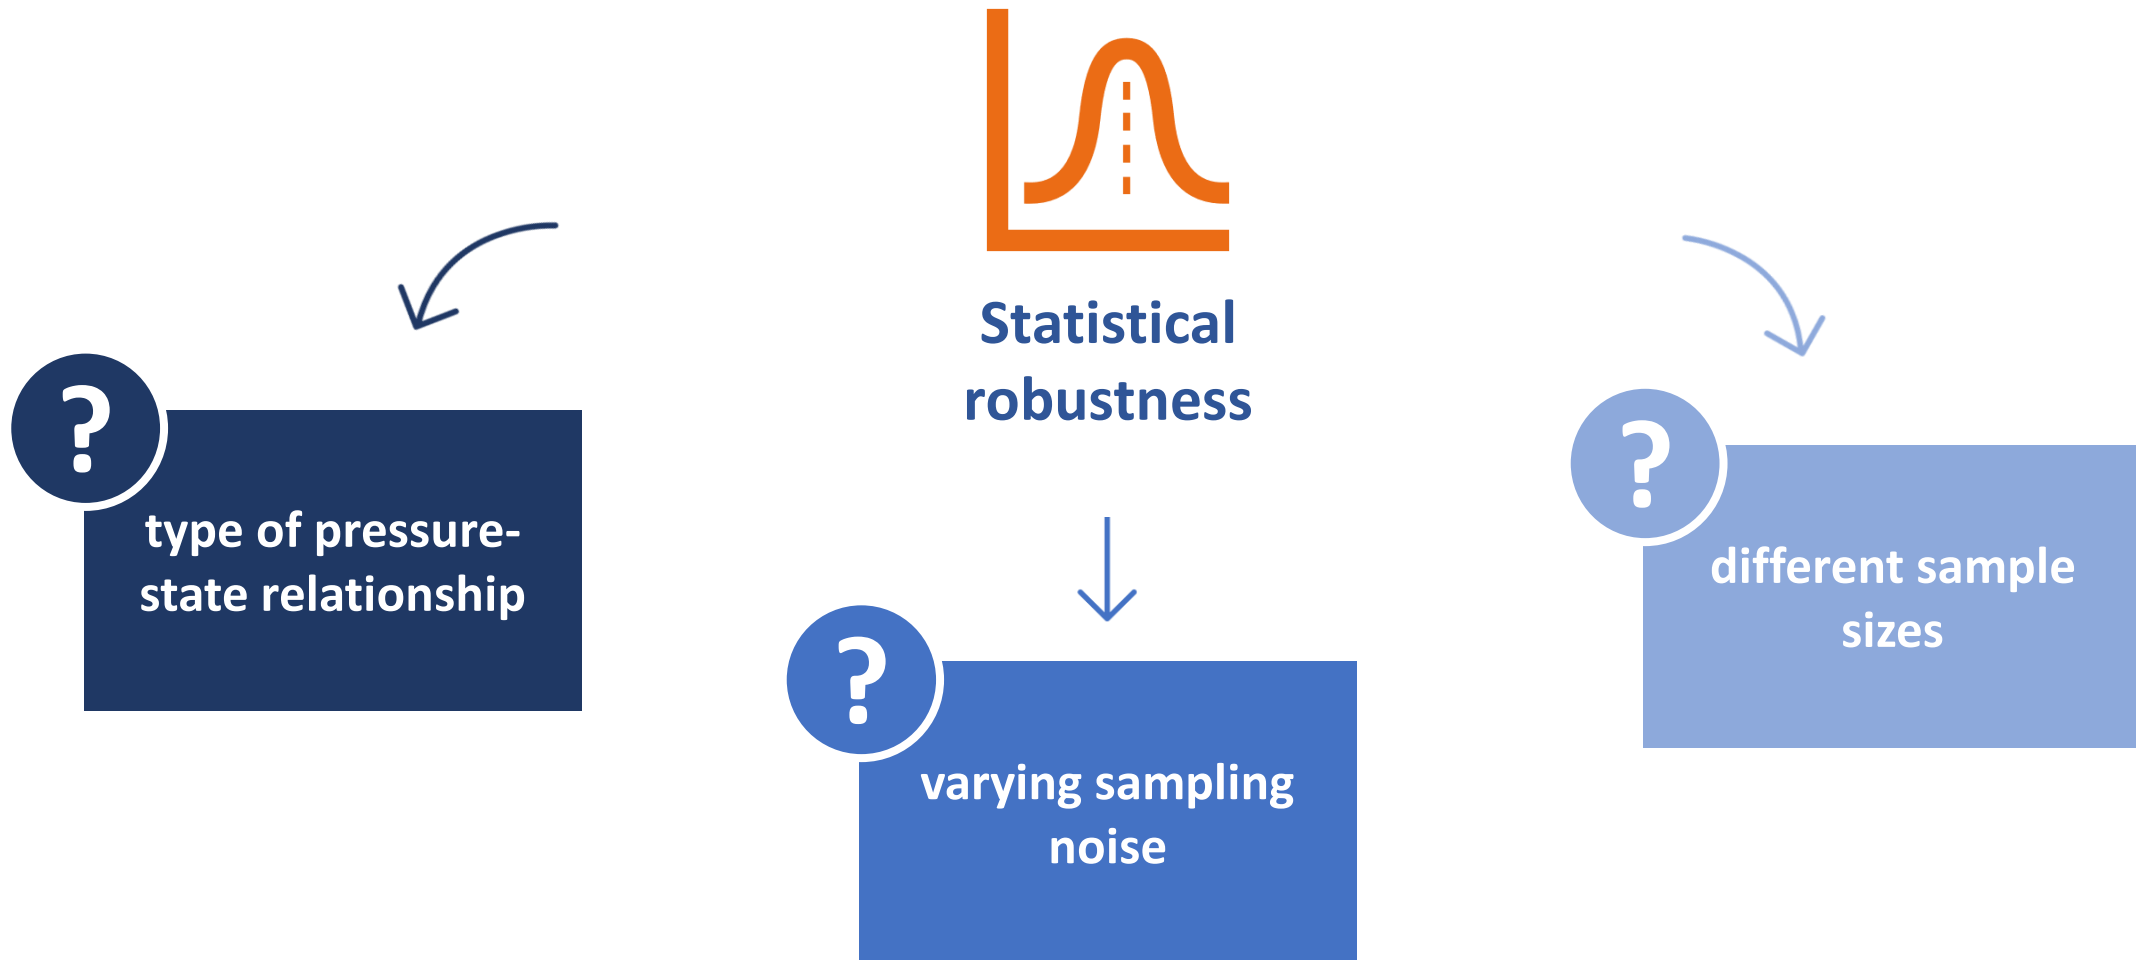 Statistical
robustness
?
type of pressure-
state relationship
?
varying sampling
noise
?
different sample
sizes